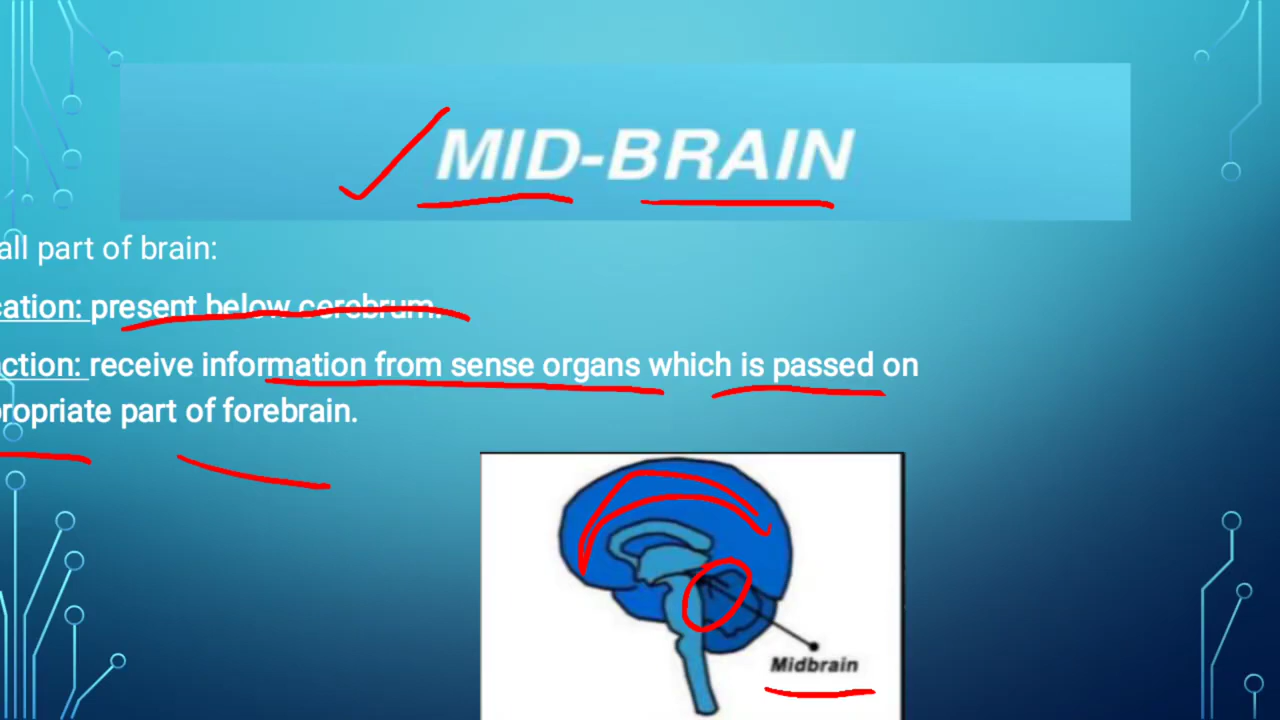 MID-BRAIN
all part of brain:
cation: present below cerebrum.
ction: receive information from sense organs which is passed on
propriate part of forebrain.
Midbrain